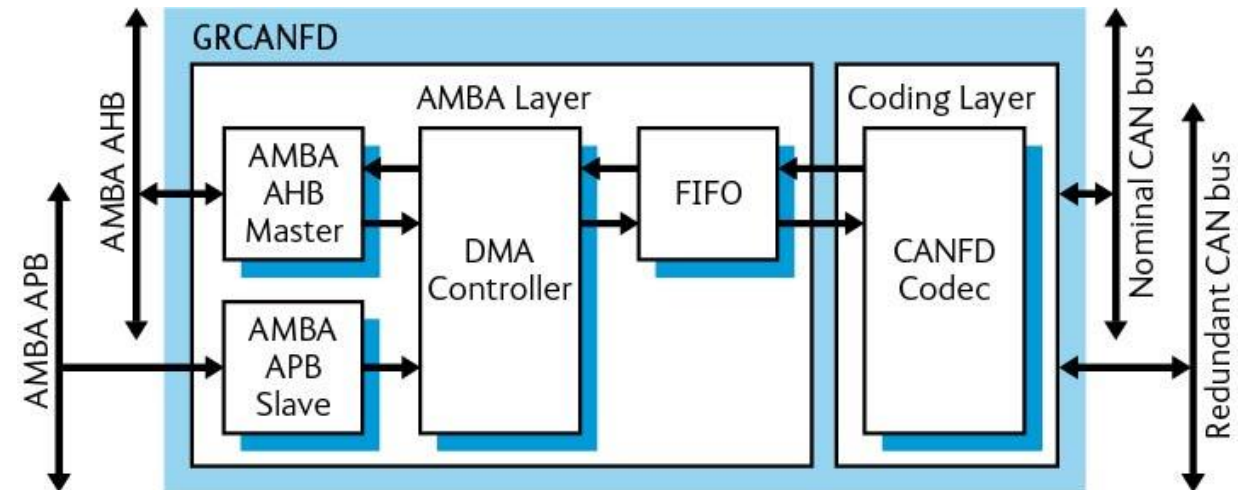 GRCANFD
AMBA Layer
Coding Layer
AMBA
AHB
Master
DMA
Controller
FIFO
CANFD
Codec
AMBA
APB
Slave
AMBA AHB
AMBA APB
Nominal CAN bus
Redundant CAN bus